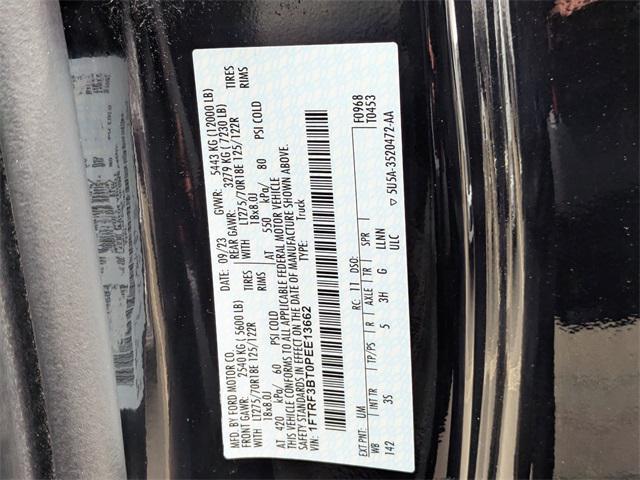 MFD BY FORD MOTOR CO.
DATE: 09/23 GVWR: 5443 KG (12000 LB)
FRONT GAWR: 2540 KG (5600 LB) REAR GAWR: 3279 KG (7230 LB)
WITH LT275/70R18E 125/122R TIRES WITH LT275/70R18E 125/122R TIRES
18x8.0J RIMS 18x8.0J RIMS
AT 420 kPa/ 60 PSI COLD AT 550 kPa/ 80 PSI COLD
THIS VEHICLE CONFORMS TO ALL APPLICABLE FEDERAL MOTOR VEHICLE
SAFETY STANDARDS IN EFFECT ON THE DATE OF MANUFACTURE SHOWN ABOVE.
VIN: 1FTRF3BT0PEE13662 TYPE: Truck
F0968
T0453
EXT PNT: UM RC: 11 DSO:
WB INT TR TP/PS R AXLE TR SPR
142 3S 5 3H G LLMN
ULC
▽ 5U5A-3520472-AA